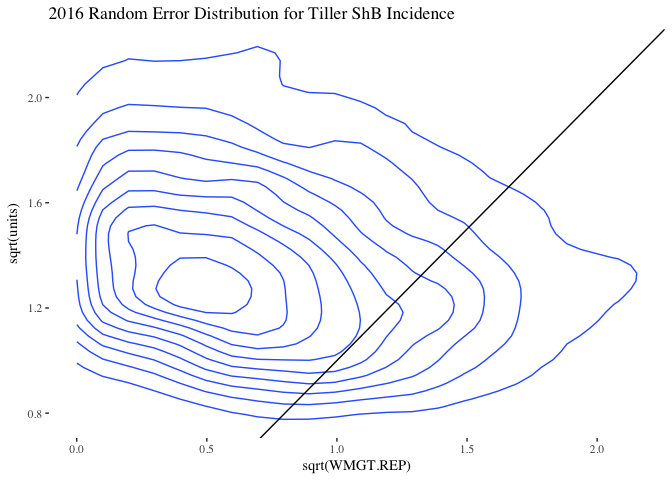 2016 Random Error Distribution for Tiller ShB Incidence
sqrt(units)
2.0
1.6
1.2
0.8
0.0 0.5 1.0 1.5 2.0
sqrt(WMGT.REP)